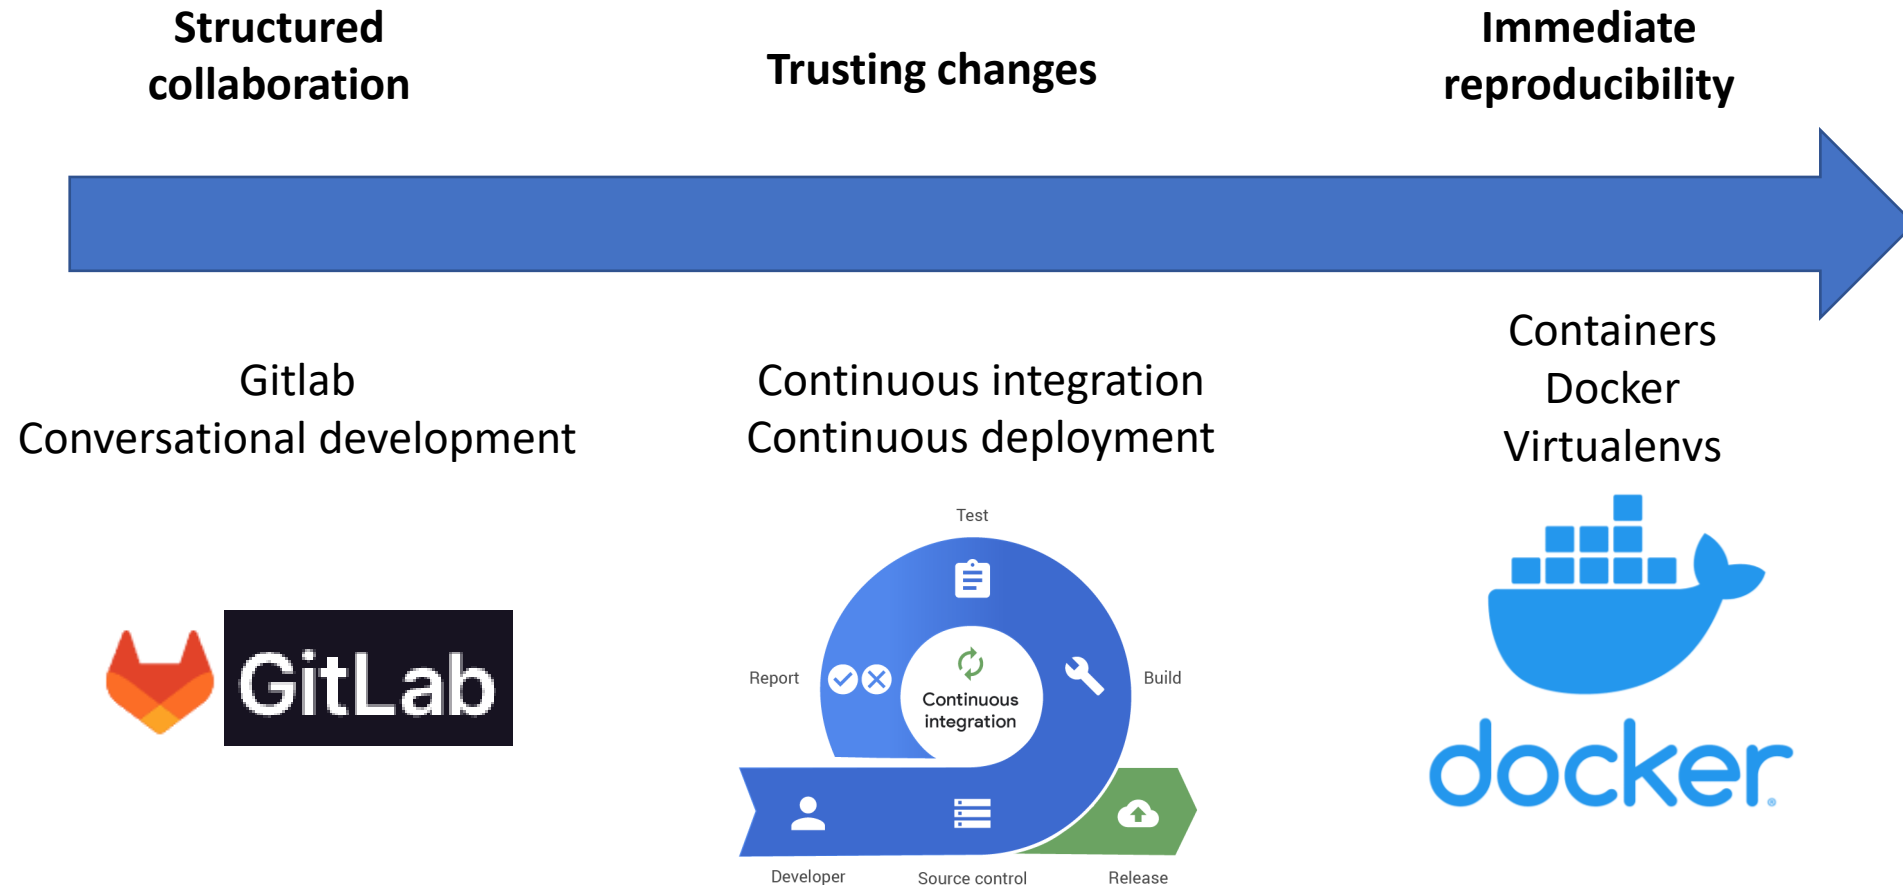 Structured
collaboration
Trusting changes
Immediate
reproducibility
Gitlab
Conversational development
Continuous integration
Continuous deployment
Containers
Docker
Virtualenvs
GitLab
Test
Report
Continuous
integration
Build
Developer
Source control
Release
docker